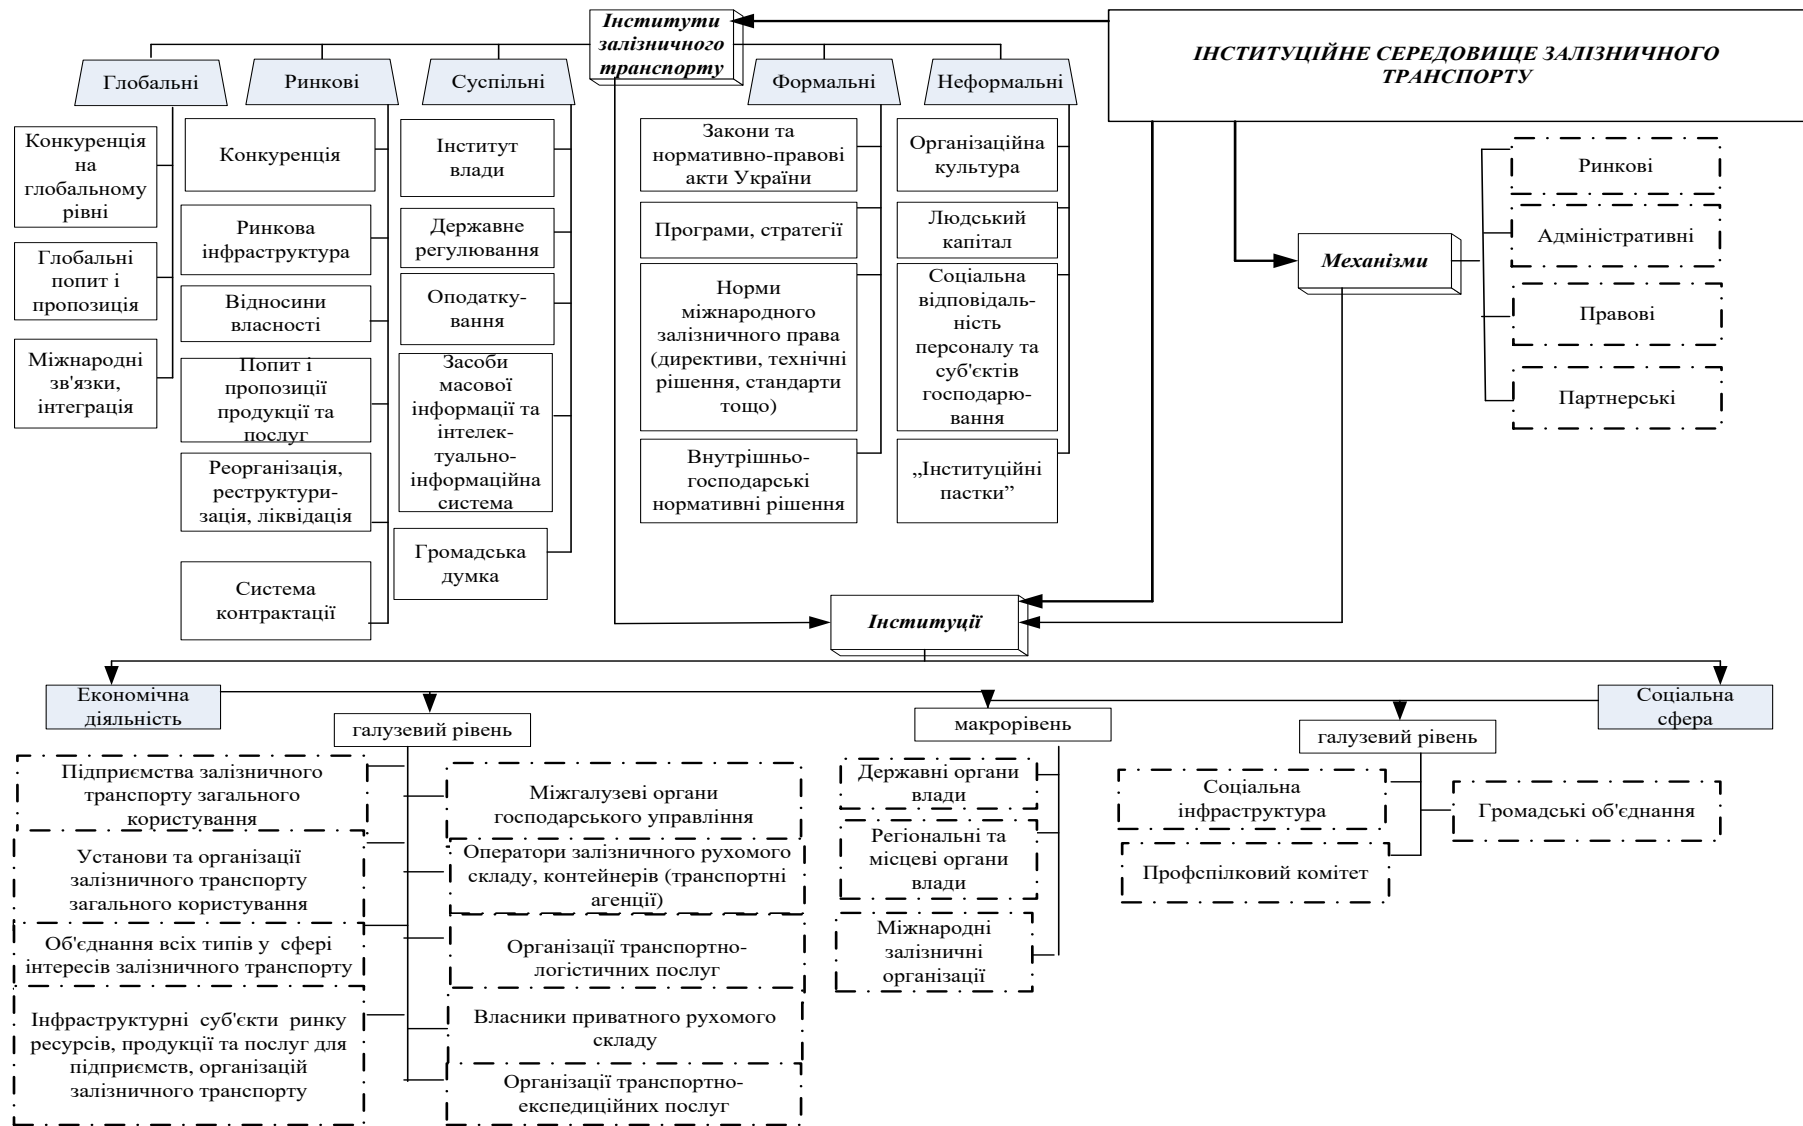 Інститути
залізничного
транспорту
ІНСТИТУЦІЙНЕ СЕРЕДОВИЩЕ ЗАЛІЗНИЧНОГО
ТРАНСПОРТУ
Глобальні
Ринкові
Суспільні
Формальні
Неформальні
Конкуренція
на
глобальному
рівні
Глобальні
попит і
пропозиція
Міжнародні
зв'язки,
інтеграція
Конкуренція
Ринкова
інфраструктура
Відносини
власності
Попит і
пропозиції
продукції та
послуг
Реорганізація,
реструктури-
зація, ліквідація
Система
контрактації
Інститут
влади
Державне
регулювання
Оподатку-
вання
Засоби
масової
інформації та
інтелек-
туально-
інформаційна
система
Громадська
думка
Закони та
нормативно-правові
акти України
Програми, стратегії
Норми
міжнародного
залізничного права
(директиви, технічні
рішення, стандарти
тощо)
Внутрішньо-
господарські
нормативні рішення
Організаційна
культура
Людський
капітал
Соціальна
відповідаль-
ність
персоналу та
суб'єктів
господарю-
вання
„Інституційні
пастки”
Механізми
Ринкові
Адміністративні
Правові
Партнерські
Інституції
Економічна
діяльність
Соціальна
сфера
галузевий рівень
макрорівень
галузевий рівень
Підприємства залізничного
транспорту загального
користування
Установи та організації
залізничного транспорту
загального користування
Об'єднання всіх типів у сфері
інтересів залізничного транспорту
Інфраструктурні суб'єкти ринку
ресурсів, продукції та послуг для
підприємств, організацій
залізничного транспорту
Міжгалузеві органи
господарського управління
Оператори залізничного рухомого
складу, контейнерів (транспортні
агенції)
Організації транспортно-
логістичних послуг
Власники приватного рухомого
складу
Організації транспортно-
експедиційних послуг
Державні органи
влади
Регіональні та
місцеві органи
влади
Міжнародні
залізничні
організації
Соціальна
інфраструктура
Профспілковий комітет
Громадські об'єднання